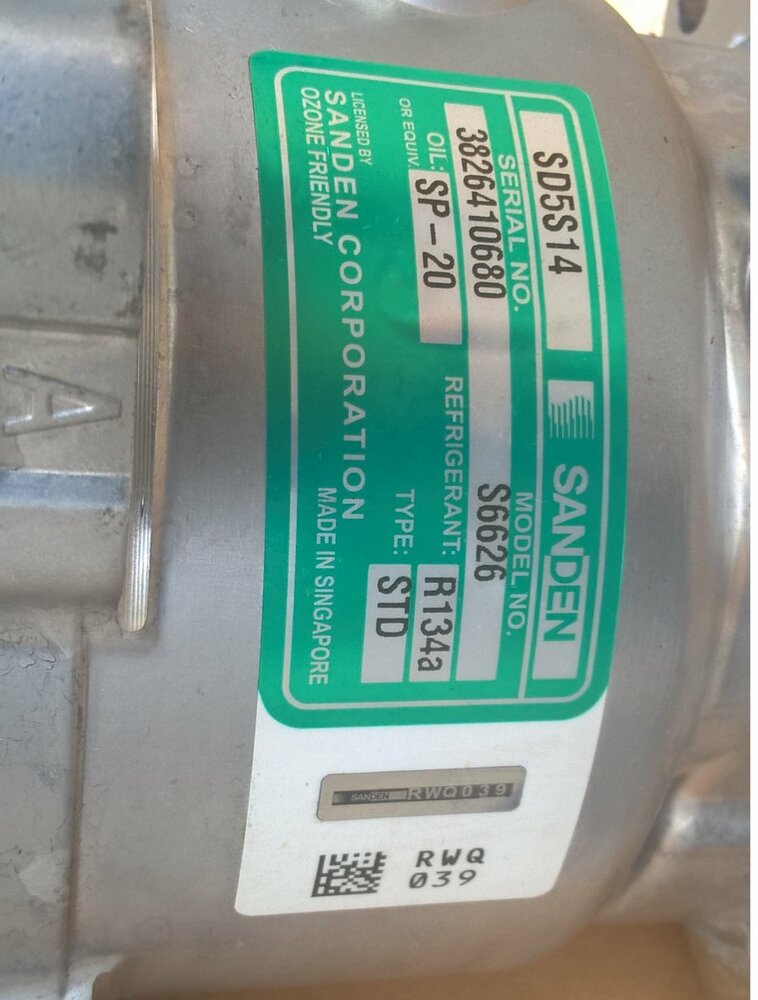 SD5S14
SANDEN
SERIAL NO.
MODEL NO.
3826410680
S6626
OIL: SP-20
OR EQUIV.
REFRIGERANT: R134a
TYPE: STD
LICENSED BY
SANDEN CORPORATION
OZONE FRIENDLY
MADE IN SINGAPORE
SANDEN RWQ039
RWQ
039
A